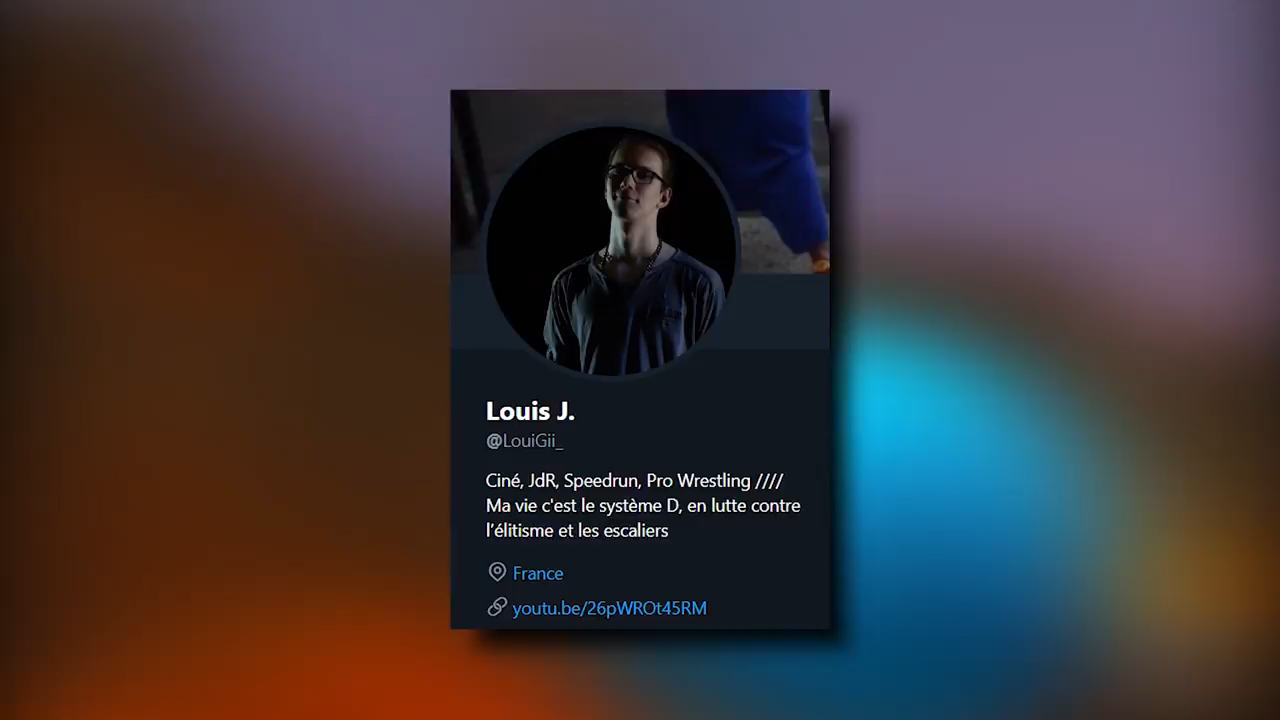 Louis J.
@LouiGii_
Ciné, JdR, Speedrun, Pro Wrestling ////
Ma vie c'est le système D, en lutte contre
l'élitisme et les escaliers
France
youtu.be/26pWROt45RM